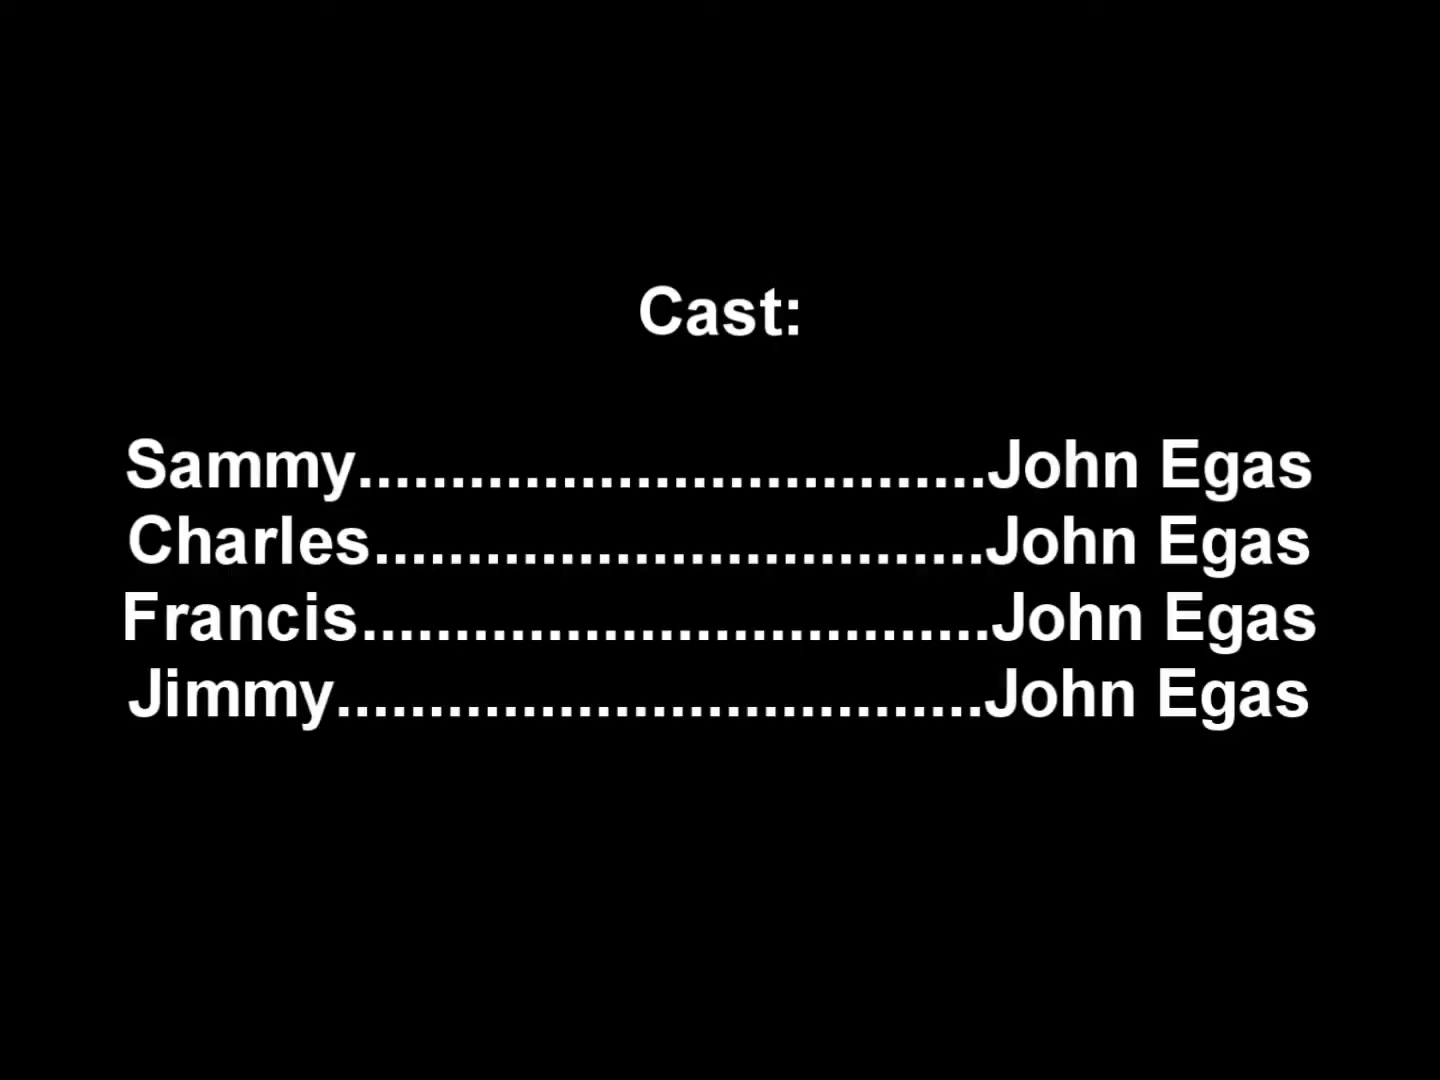 Cast:
Sammy..................................John Egas
Charles.................................John Egas
Francis..................................John Egas
Jimmy...................................John Egas